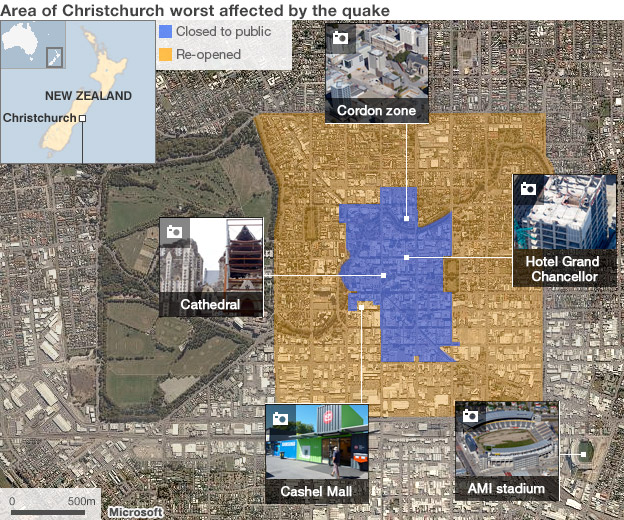 Area of Christchurch worst affected by the quake
Closed to public
Re-opened
NEW ZEALAND
Christchurch
Cordon zone
Hotel Grand
Chancellor
Cathedral
Cashel Mall
AMI stadium
0 500m
Microsoft